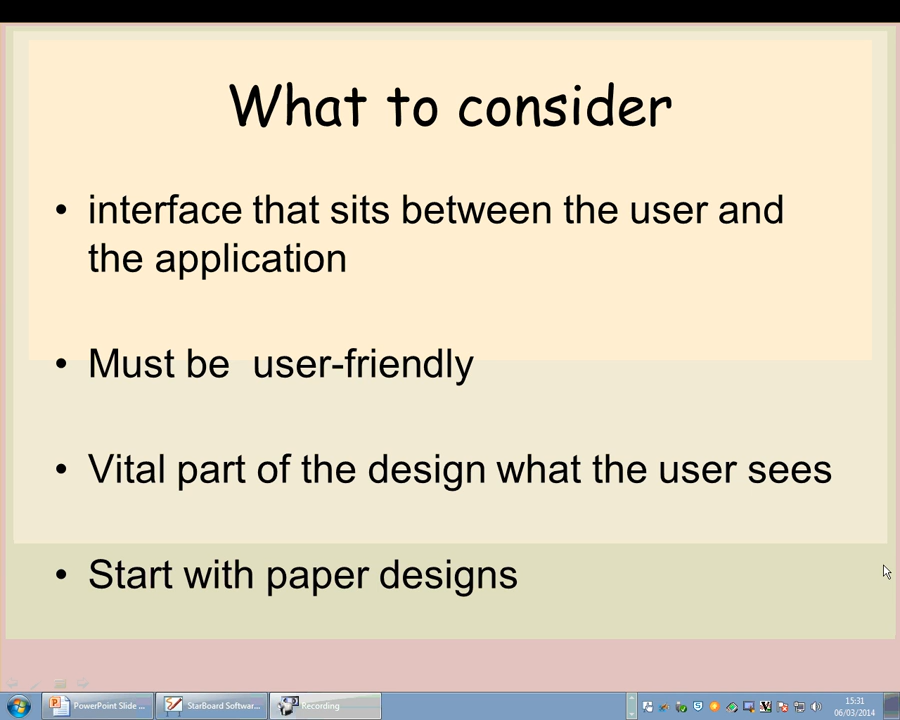 What to consider
• interface that sits between the user and
the application
• Must be  user-friendly
• Vital part of the design what the user sees
• Start with paper designs
PowerPoint Slide ...
StarBoard Softwar...
Recording
15:31
06/03/2014